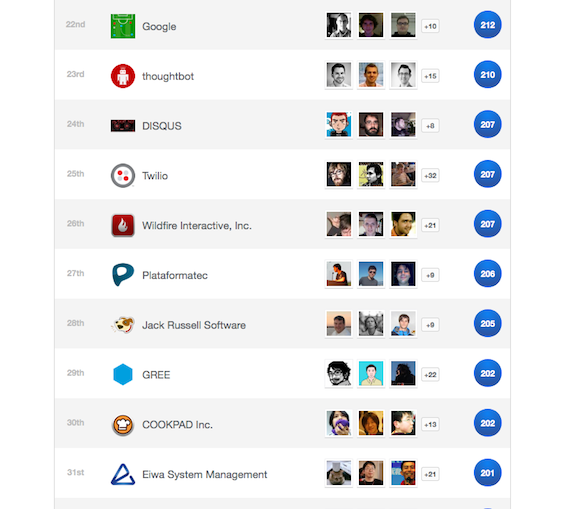 22nd Google +10 212
23rd thoughtbot +15 210
24th DISQUS +8 207
25th Twilio +32 207
26th Wildfire Interactive, Inc. +21 207
27th Plataformatec +9 206
28th Jack Russell Software +9 205
29th GREE +22 202
30th COOKPAD Inc. +13 202
31st Eiwa System Management +21 201